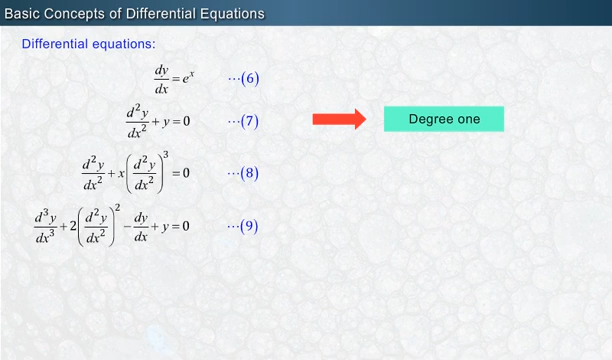 Basic Concepts of Differential Equations
Differential equations:
dy/dx = e^x ⋯(6)
d²y/dx² + y = 0 ⋯(7) Degree one
d²y/dx² + x(d²y/dx²)³ = 0 ⋯(8)
d³y/dx³ + 2(d²y/dx²)² − dy/dx + y = 0 ⋯(9)